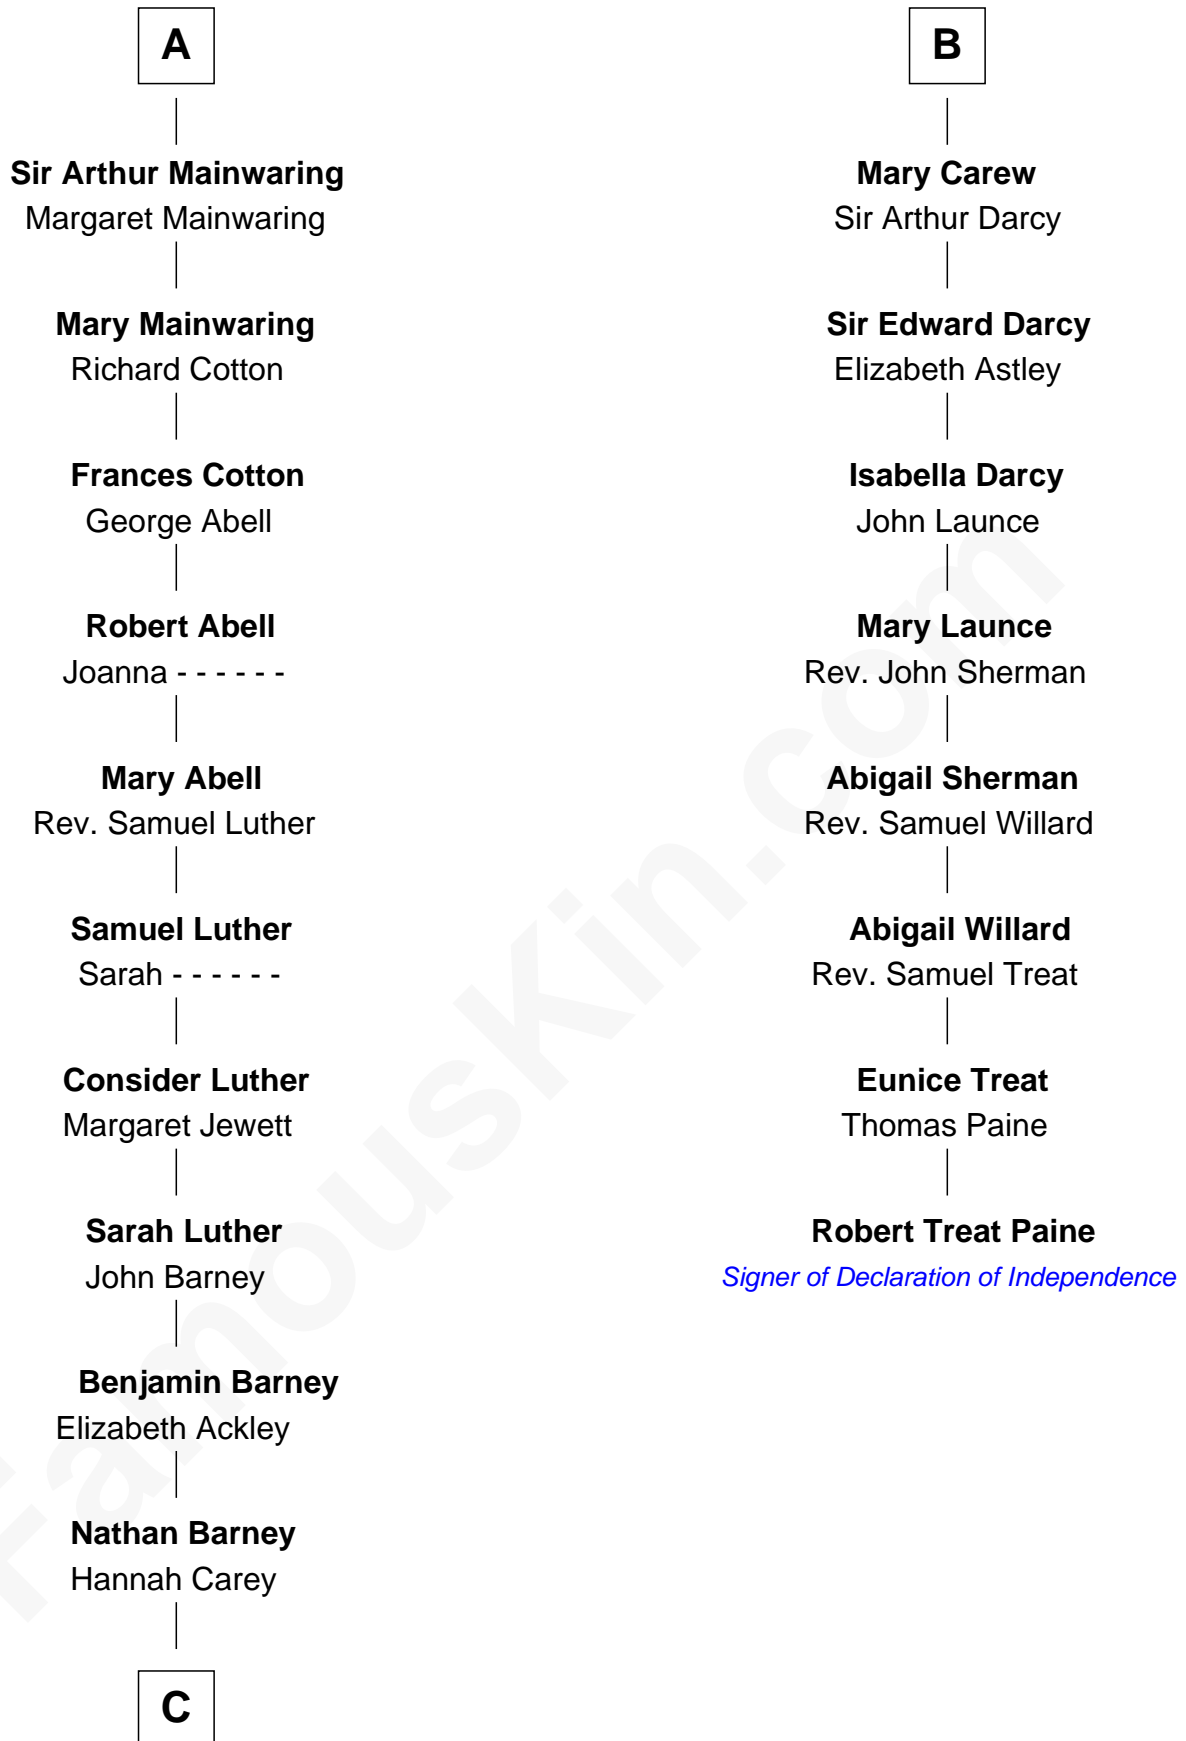 A
Sir Arthur Mainwaring
Margaret Mainwaring
Mary Mainwaring
Richard Cotton
Frances Cotton
George Abell
Robert Abell
Joanna - - - - - -
Mary Abell
Rev. Samuel Luther
Samuel Luther
Sarah - - - - - -
Consider Luther
Margaret Jewett
Sarah Luther
John Barney
Benjamin Barney
Elizabeth Ackley
Nathan Barney
Hannah Carey
C
B
Mary Carew
Sir Arthur Darcy
Sir Edward Darcy
Elizabeth Astley
Isabella Darcy
John Launce
Mary Launce
Rev. John Sherman
Abigail Sherman
Rev. Samuel Willard
Abigail Willard
Rev. Samuel Treat
Eunice Treat
Thomas Paine
Robert Treat Paine
Signer of Declaration of Independence
FamousKin.com